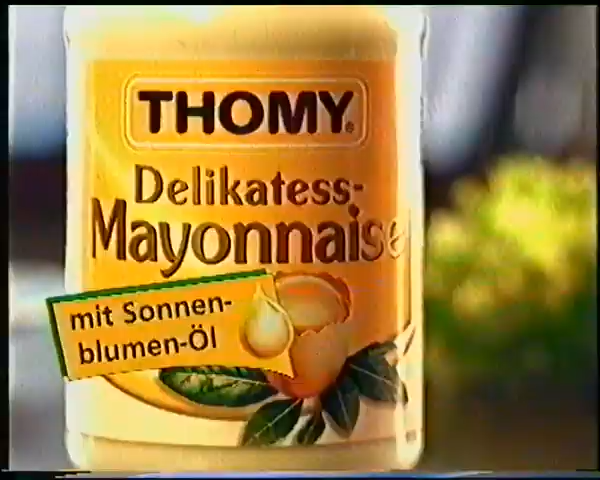 THOMY®
Delikatess-
Mayonnaise
mit Sonnen-
blumen-Öl